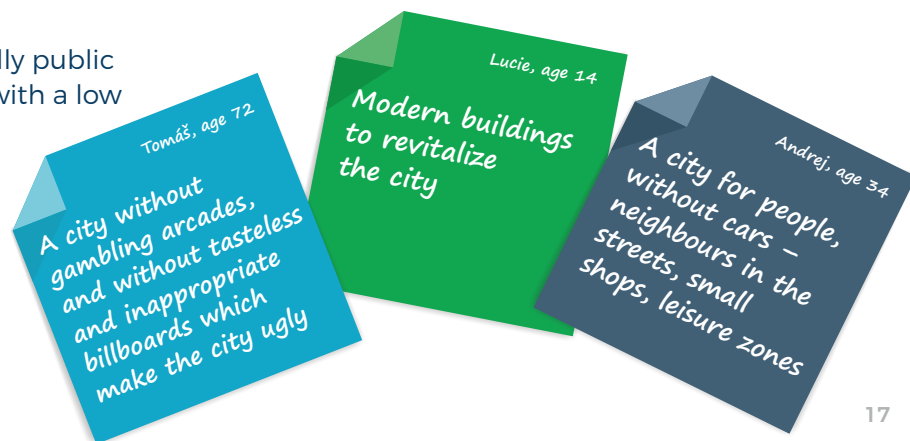 lly public
with a low
Tomáš, age 72
A city without
gambling arcades,
and without tasteless
and inappropriate
billboards which
make the city ugly
Lucie, age 14
Modern buildings
to revitalize
the city
Andrej, age 34
A city for people,
without cars –
neighbours in the
streets, small
shops, leisure zones
17